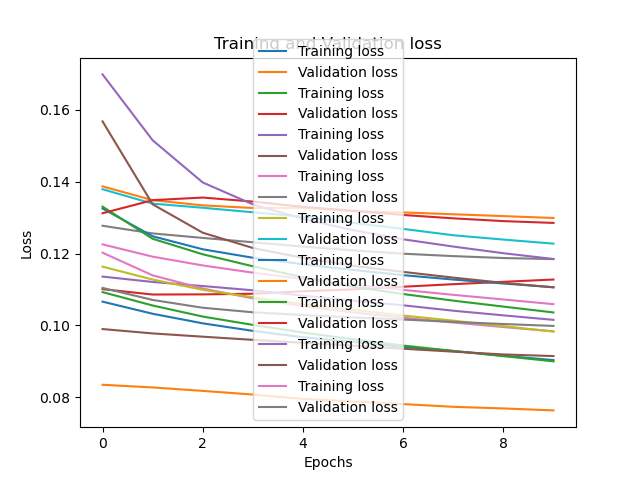 Training and Validation loss
Training loss
Validation loss
Training loss
Validation loss
Training loss
Validation loss
Training loss
Validation loss
Training loss
Validation loss
Training loss
Validation loss
Training loss
Validation loss
Training loss
Validation loss
Training loss
Validation loss
Loss
0.16
0.14
0.12
0.10
0.08
0 2 4 6 8
Epochs